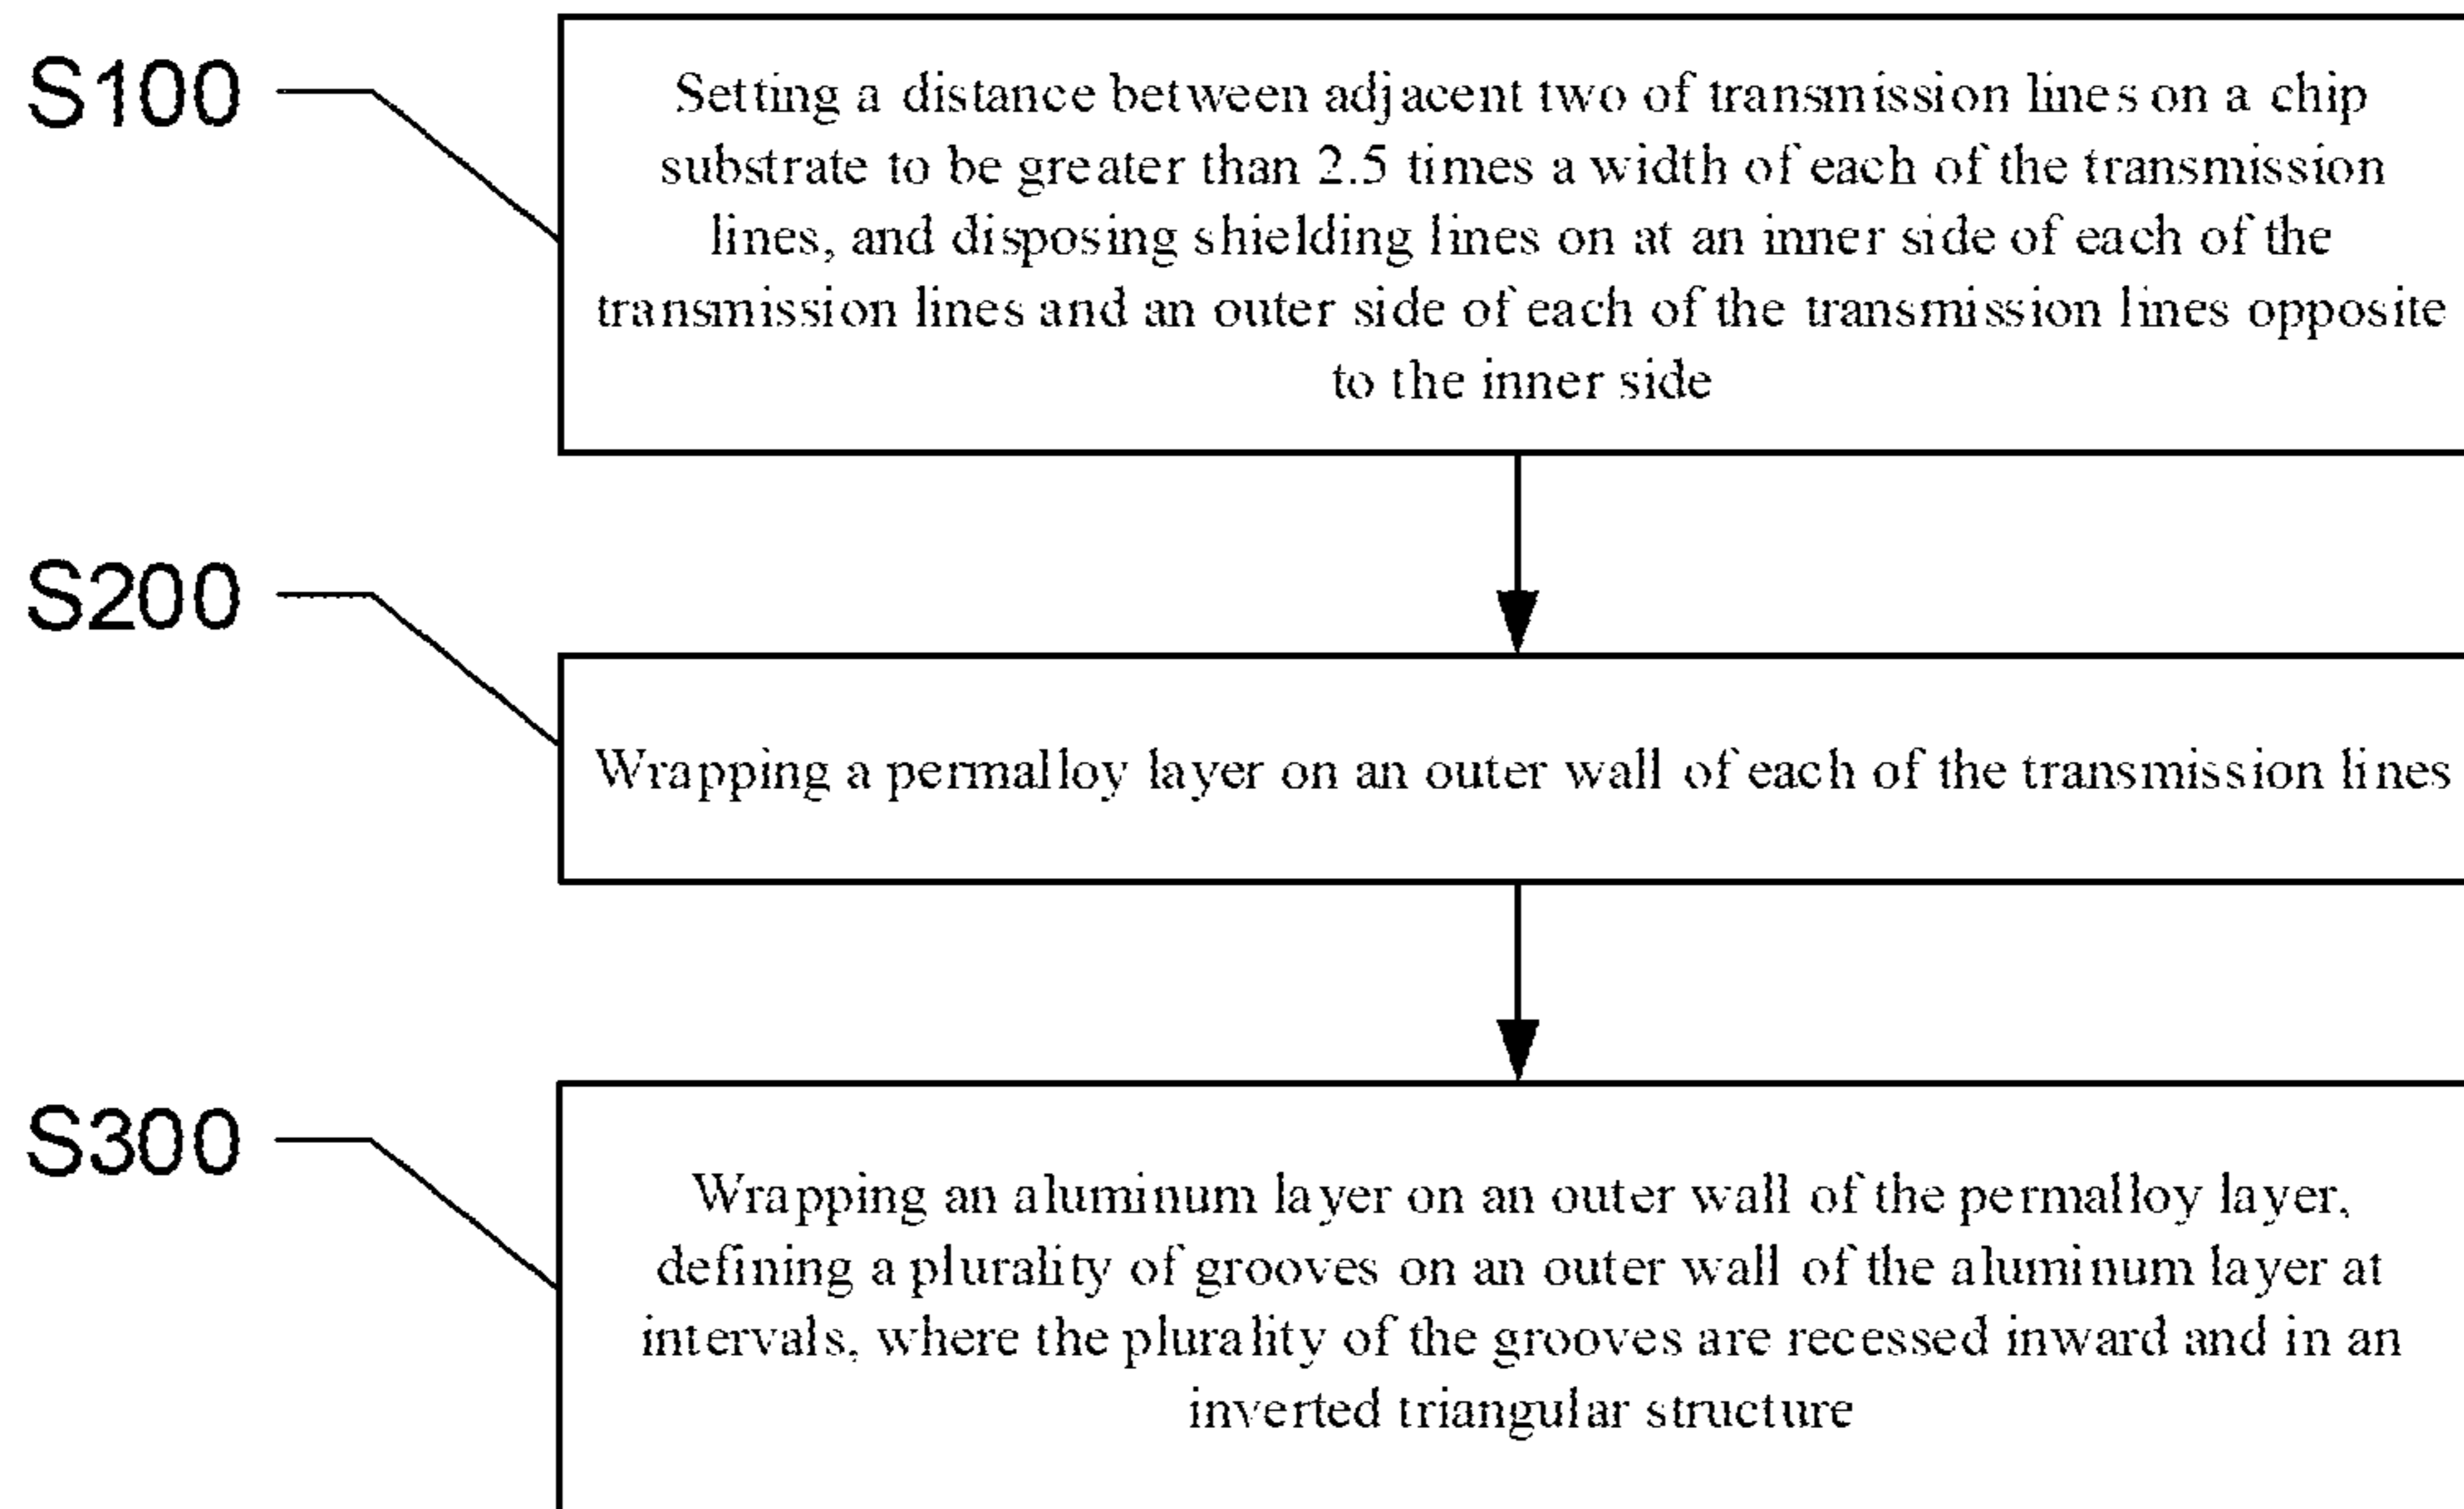 S100
Setting a distance between adjacent two of transmission lines on a chip
substrate to be greater than 2.5 times a width of each of the transmission
lines, and disposing shielding lines on at an inner side of each of the
transmission lines and an outer side of each of the transmission lines opposite
to the inner side
S200
Wrapping a permalloy layer on an outer wall of each of the transmission lines
S300
Wrapping an aluminum layer on an outer wall of the permalloy layer,
defining a plurality of grooves on an outer wall of the aluminum layer at
intervals, where the plurality of the grooves are recessed inward and in an
inverted triangular structure